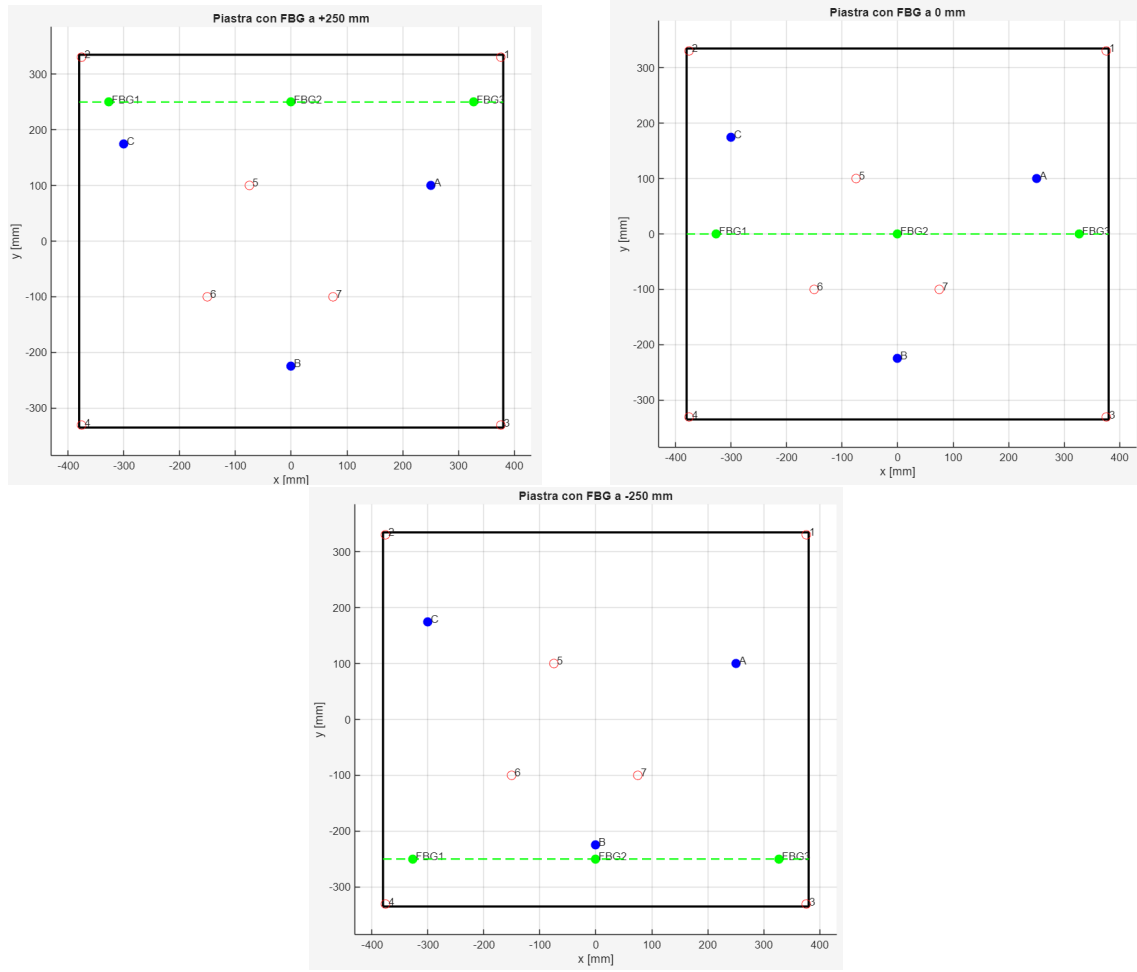 Piastra con FBG a +250 mm
2 1
300
FBG1 FBG2 FBG3
200
C
5 A
100
y [mm]
0
6 7
-100
-200
B
-300
4 3
-400 -300 -200 -100 0 100 200 300 400
x [mm]
Piastra con FBG a 0 mm
2 1
300
200
C
5 A
100
y [mm]
0
FBG1 FBG2 FBG3
6 7
-100
-200
B
-300
4 3
-400 -300 -200 -100 0 100 200 300 400
x [mm]
Piastra con FBG a -250 mm
2 1
300
200
C
5 A
100
y [mm]
0
6 7
-100
-200
B
FBG1 FBG2 FBG3
-300
4 3
-400 -300 -200 -100 0 100 200 300 400
x [mm]